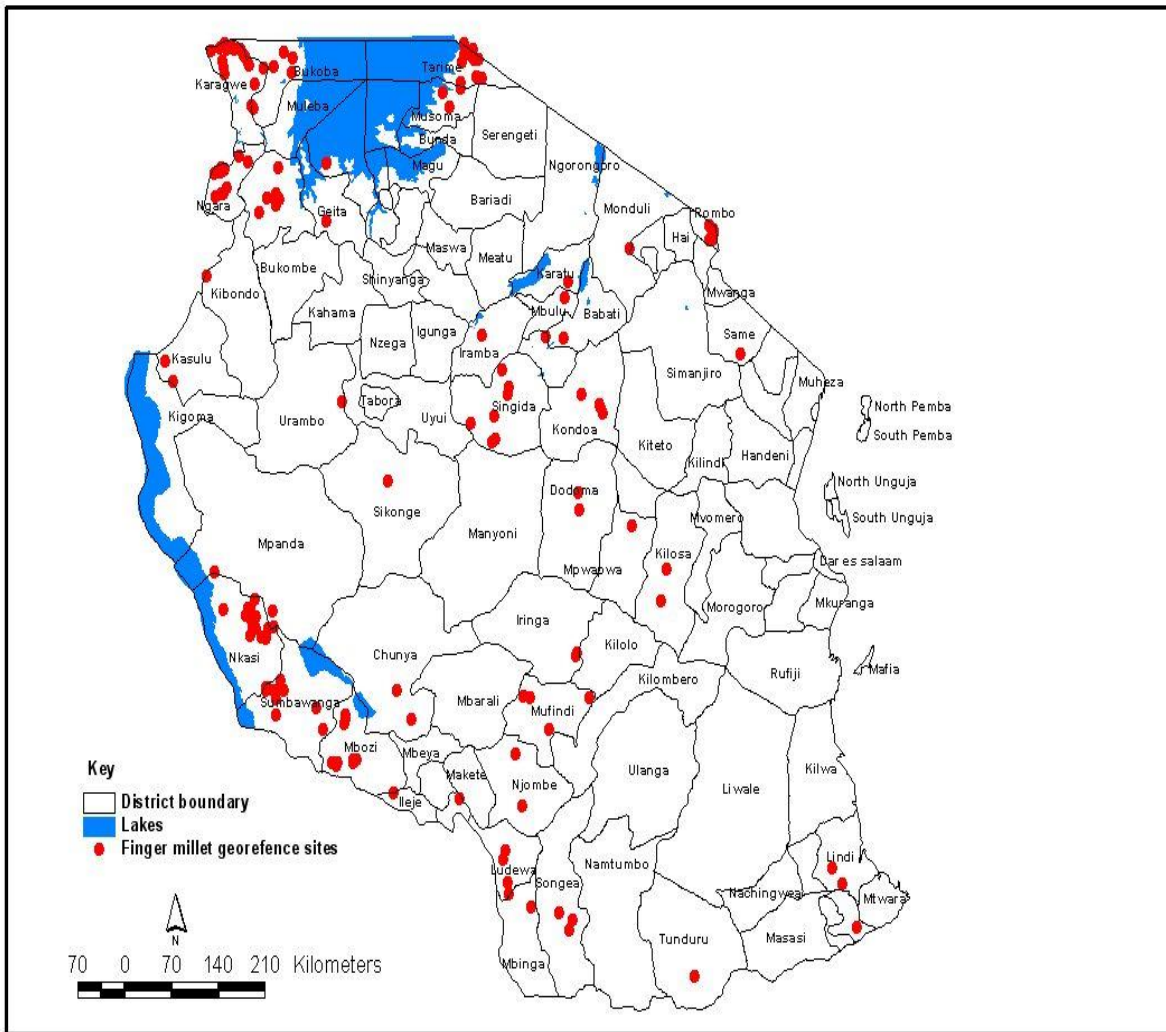 Bukoba
Tarime
Karagwe
Muleba
Musoma
Serengeti
Bunda
Magu
Ngorongpro
Bariadi
Ngara
Geita
Monduli
Rombo
Hai
Maswa
Meatu
Bukombe
Shinyanga
Karatu
Kibondo
Mwanga
Kahama
Mbulu
Babati
Igunga
Nzega
Iramba
Same
Kasulu
Simanjiro
Muheza
Tabora
Singida
North Pemba
Kigoma
Urambo
Uyui
Kondoa
South Pemba
Kiteto
Kilindi
Handeni
North Unguja
Dodoma
Sikonge
Mvomero
South Unguja
Manyoni
Kilosa
Mpanda
Mpwapwa
Dar es salaam
Morogoro
Mkuranga
Iringa
Kilolo
Nkasi
Chunya
Rufiji
Mafia
Kilombero
Sumbawanga
Mbarali
Mufindi
Mbozi
Mbeya
Ulanga
Makete
Njombe
Liwale
Kilwa
Ileje
Key
District boundary
Lakes
Finger millet georefence sites
Ludewa
Songea
Namtumbo
Lindi
Nachingwea
Mtwara
Tunduru
Masasi
Mbinga
N
70 0 70 140 210 Kilometers